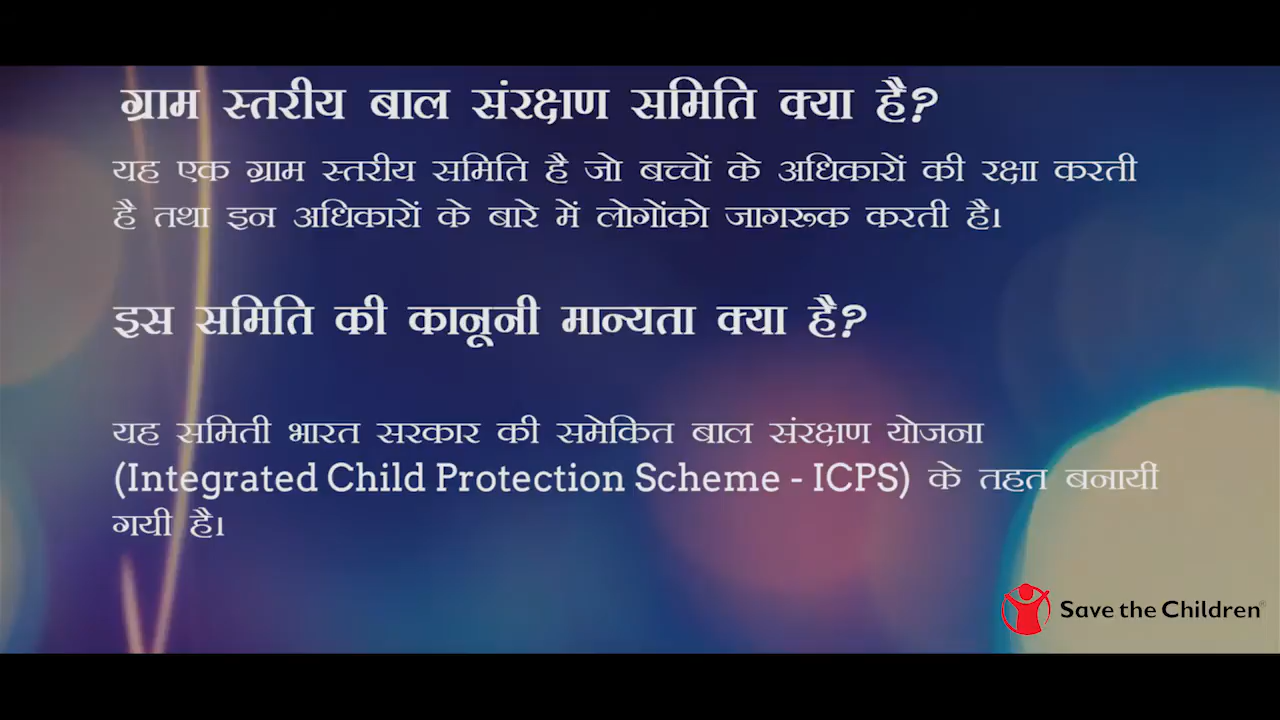 ग्राम स्तरीय बाल संरक्षण समिति क्या है?
यह एक ग्राम स्तरीय समिति है जो बच्चों के अधिकारों की रक्षा करती
है तथा इन अधिकारों के बारे में लोगोंको जागरूक करती है।
इस समिति की कानूनी मान्यता क्या है?
यह समिती भारत सरकार की समेकित बाल संरक्षण योजना
(Integrated Child Protection Scheme - ICPS) के तहत बनायीं
गयी है।
Save the Children®